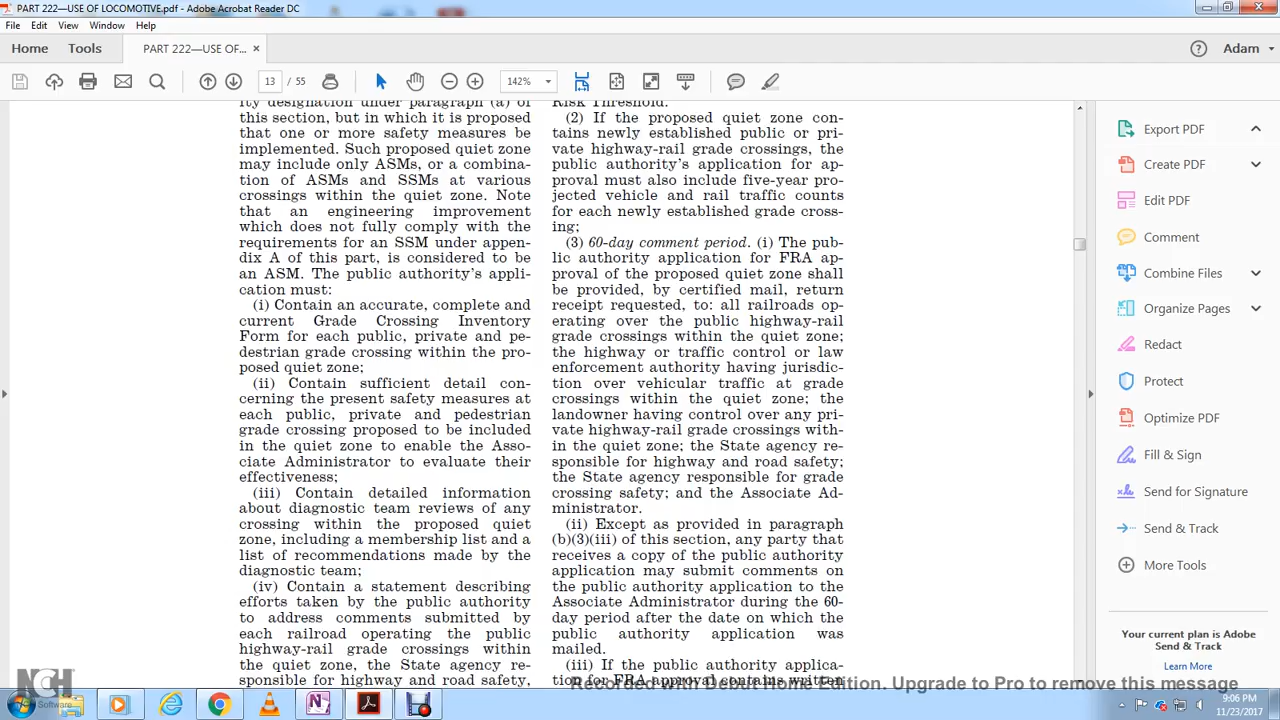 PART 222—USE OF LOCOMOTIVE.pdf - Adobe Acrobat Reader DC
File Edit View Window Help
Home Tools PART 222—USE OF... × Adam
13 / 55 142%
ity designation under paragraph (a) of
this section, but in which it is proposed
that one or more safety measures be
implemented. Such proposed quiet zone
may include only ASMs, or a combina-
tion of ASMs and SSMs at various
crossings within the quiet zone. Note
that an engineering improvement
which does not fully comply with the
requirements for an SSM under appen-
dix A of this part, is considered to be
an ASM. The public authority's appli-
cation must:
(i) Contain an accurate, complete and
current Grade Crossing Inventory
Form for each public, private and pe-
destrian grade crossing within the pro-
posed quiet zone;
(ii) Contain sufficient detail con-
cerning the present safety measures at
each public, private and pedestrian
grade crossing proposed to be included
in the quiet zone to enable the Asso-
ciate Administrator to evaluate their
effectiveness;
(iii) Contain detailed information
about diagnostic team reviews of any
crossing within the proposed quiet
zone, including a membership list and a
list of recommendations made by the
diagnostic team;
(iv) Contain a statement describing
efforts taken by the public authority
to address comments submitted by
each railroad operating the public
highway-rail grade crossings within
the quiet zone, the State agency re-
sponsible for highway and road safety,
Risk Threshold.
(2) If the proposed quiet zone con-
tains newly established public or pri-
vate highway-rail grade crossings, the
public authority's application for ap-
proval must also include five-year pro-
jected vehicle and rail traffic counts
for each newly established grade cross-
ing;
(3) 60-day comment period. (i) The pub-
lic authority application for FRA ap-
proval of the proposed quiet zone shall
be provided, by certified mail, return
receipt requested, to: all railroads op-
erating over the public highway-rail
grade crossings within the quiet zone;
the highway or traffic control or law
enforcement authority having jurisdic-
tion over vehicular traffic at grade
crossings within the quiet zone; the
landowner having control over any pri-
vate highway-rail grade crossings with-
in the quiet zone; the State agency re-
sponsible for highway and road safety;
the State agency responsible for grade
crossing safety; and the Associate Ad-
ministrator.
(ii) Except as provided in paragraph
(b)(3)(iii) of this section, any party that
receives a copy of the public authority
application may submit comments on
the public authority application to the
Associate Administrator during the 60-
day period after the date on which the
public authority application was
mailed.
(iii) If the public authority applica-
tion for FRA approval contains written
Export PDF
Create PDF
Edit PDF
Comment
Combine Files
Organize Pages
Redact
Protect
Optimize PDF
Fill & Sign
Send for Signature
Send & Track
More Tools
Your current plan is Adobe
Send & Track
Learn More
Recorded with Debut Home Edition. Upgrade to Pro to remove this message
NCH Software
9:06 PM
11/23/2017